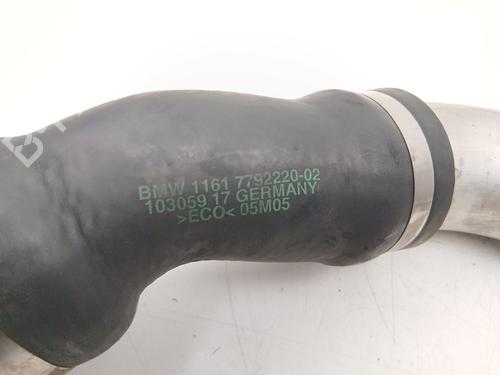 BMW 1161 7792220-02
103059 17 GERMANY
>ECO< 05M05